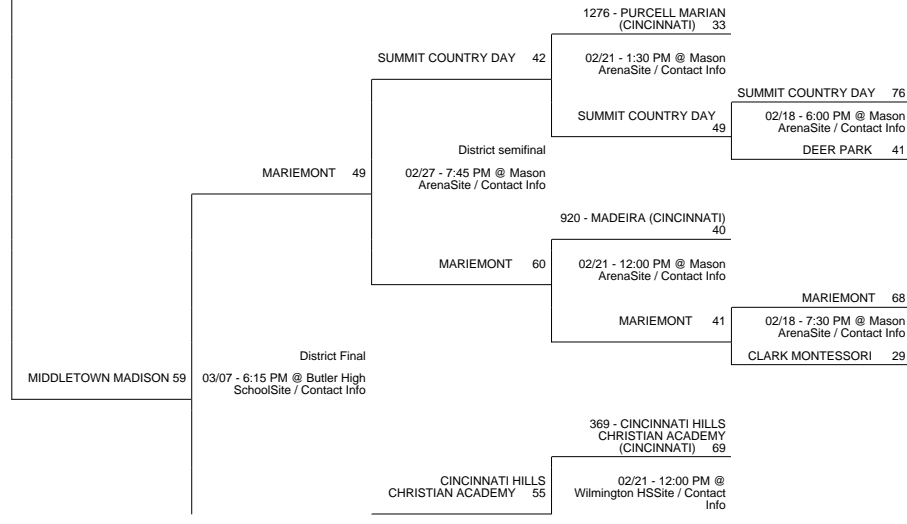 1276 - PURCELL MARIAN
(CINCINNATI) 33
SUMMIT COUNTRY DAY 42
02/21 - 1:30 PM @ Mason
ArenaSite / Contact Info
SUMMIT COUNTRY DAY 76
SUMMIT COUNTRY DAY
49
02/18 - 6:00 PM @ Mason
ArenaSite / Contact Info
DEER PARK 41
District semifinal
MARIEMONT 49
02/27 - 7:45 PM @ Mason
ArenaSite / Contact Info
920 - MADEIRA (CINCINNATI)
40
MARIEMONT 60
02/21 - 12:00 PM @ Mason
ArenaSite / Contact Info
MARIEMONT 68
MARIEMONT 41
02/18 - 7:30 PM @ Mason
ArenaSite / Contact Info
CLARK MONTESSORI 29
District Final
MIDDLETOWN MADISON 59
03/07 - 6:15 PM @ Butler High
SchoolSite / Contact Info
369 - CINCINNATI HILLS
CHRISTIAN ACADEMY
(CINCINNATI) 69
CINCINNATI HILLS
CHRISTIAN ACADEMY 55
02/21 - 12:00 PM @
Wilmington HSSite / Contact
Info